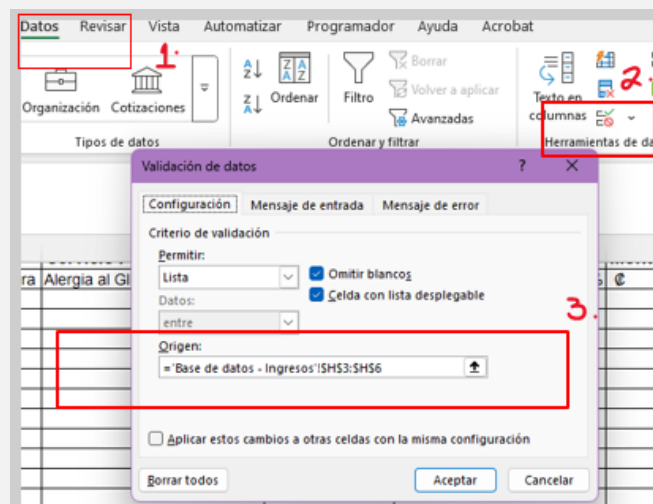 Datos Revisar Vista Automatizar Programador Ayuda Acrobat
1.
Organización Cotizaciones
Ordenar
Filtro
Borrar
Volver a aplicar
Avanzadas
Texto en
columnas
2.
Tipos de datos
Ordenar y filtrar
Herramientas de da
Validación de datos ? X
Configuración Mensaje de entrada Mensaje de error
Criterio de validación
Permitir:
Lista
Omitir blancos
Datos:
Celda con lista desplegable
entre
3.
Origen:
='Base de datos - Ingresos'!$H$3:$H$6
Aplicar estos cambios a otras celdas con la misma configuración
Borrar todos Aceptar Cancelar
ra Alergia al Gl
₡